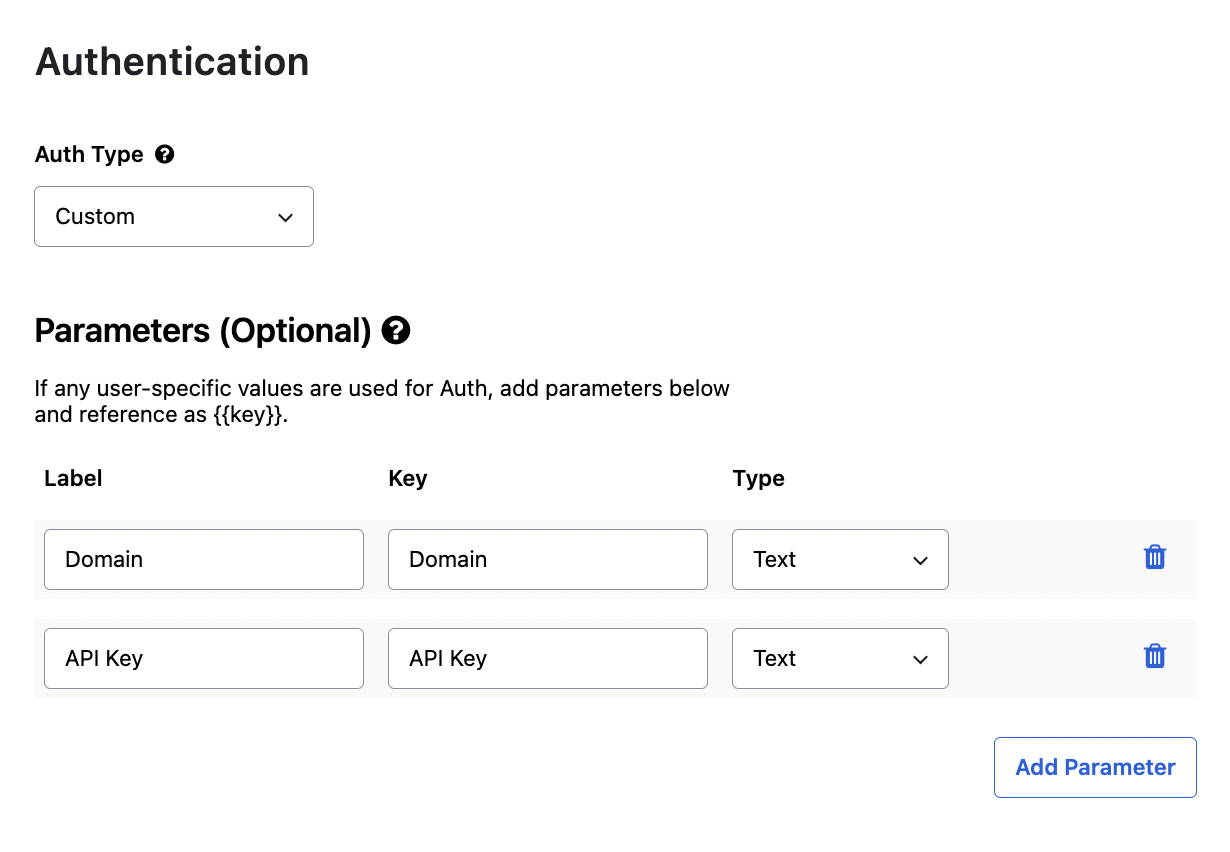 Authentication
Auth Type
Custom
Parameters (Optional)
If any user-specific values are used for Auth, add parameters below
and reference as {{key}}.
Label Key Type
Domain Domain Text
API Key API Key Text
Add Parameter